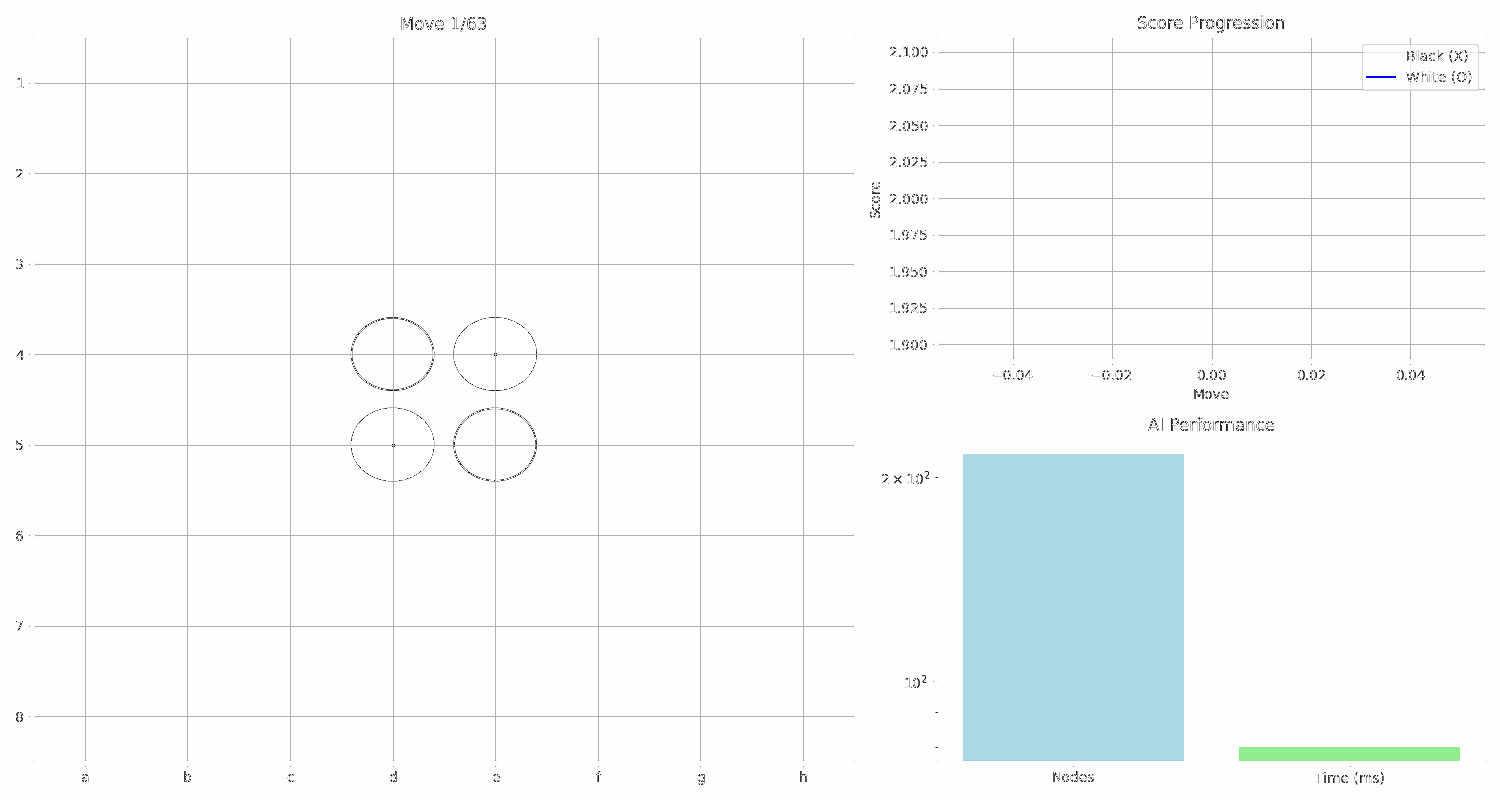 Move 1/63
1
2
3
4
5
6
7
8
a b c d e f g h
Score Progression
Black (X)
White (O)
2.100
2.075
2.050
2.025
2.000
1.975
1.950
1.925
1.900
Score
−0.04 −0.02 0.00 0.02 0.04
Move
AI Performance
2 × 10²
10²
Nodes Time (ms)